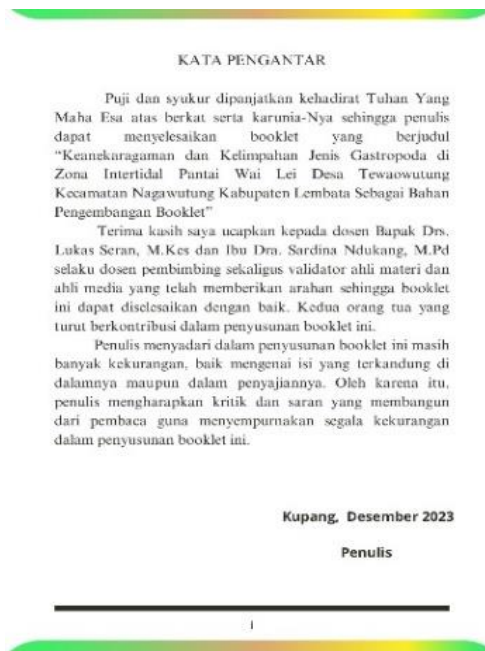 KATA PENGANTAR
Puji dan syukur dipanjatkan kehadirat Tuhan Yang
Maha Esa atas berkat serta karunia-Nya sehingga penulis
dapat menyelesaikan booklet yang berjudul
“Keanekaragaman dan Kelimpahan Jenis Gastropoda di
Zona Intertidal Pantai Wai Lei Desa Tewaowutung
Kecamatan Nagawutung Kabupaten Lembata Sebagai Bahan
Pengembangan Booklet”
Terima kasih saya ucapkan kepada dosen Bapak Drs.
Lukas Seran, M.Kes dan Ibu Dra. Sardina Ndukang, M.Pd
selaku dosen pembimbing sekaligus validator ahli materi dan
ahli media yang telah memberikan arahan sehingga booklet
ini dapat diselesaikan dengan baik. Kedua orang tua yang
turut berkontribusi dalam penyusunan booklet ini.
Penulis menyadari dalam penyusunan booklet ini masih
banyak kekurangan, baik mengenai isi yang terkandung di
dalamnya maupun dalam penyajiannya. Oleh karena itu,
penulis mengharapkan kritik dan saran yang membangun
dari pembaca guna menyempurnakan segala kekurangan
dalam penyusunan booklet ini.
Kupang, Desember 2023
Penulis
i